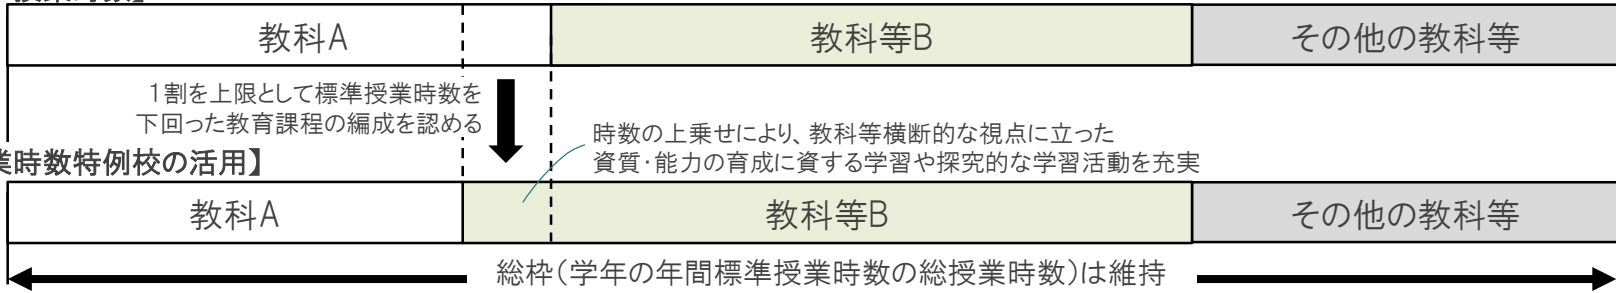 教科A 教科等B その他の教科等
1割を上限として標準授業時数を
下回った教育課程の編成を認める
時数の上乗せにより、教科等横断的な視点に立った
資質・能力の育成に資する学習や探究的な学習活動を充実
業時数特例校の活用】
教科A 教科等B その他の教科等
総枠(学年の年間標準授業時数の総授業時数)は維持